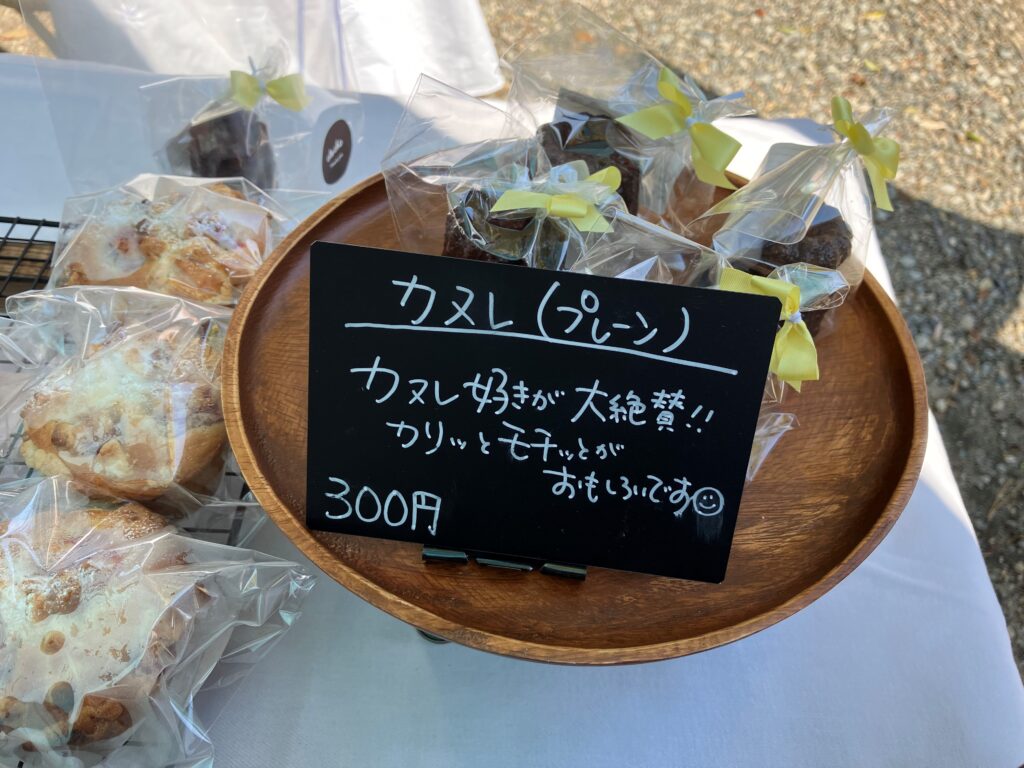 カヌレ(プレーン)
カヌレ好きが大絶賛!!
カリッとモチッとが
おもしろいです☺
300円